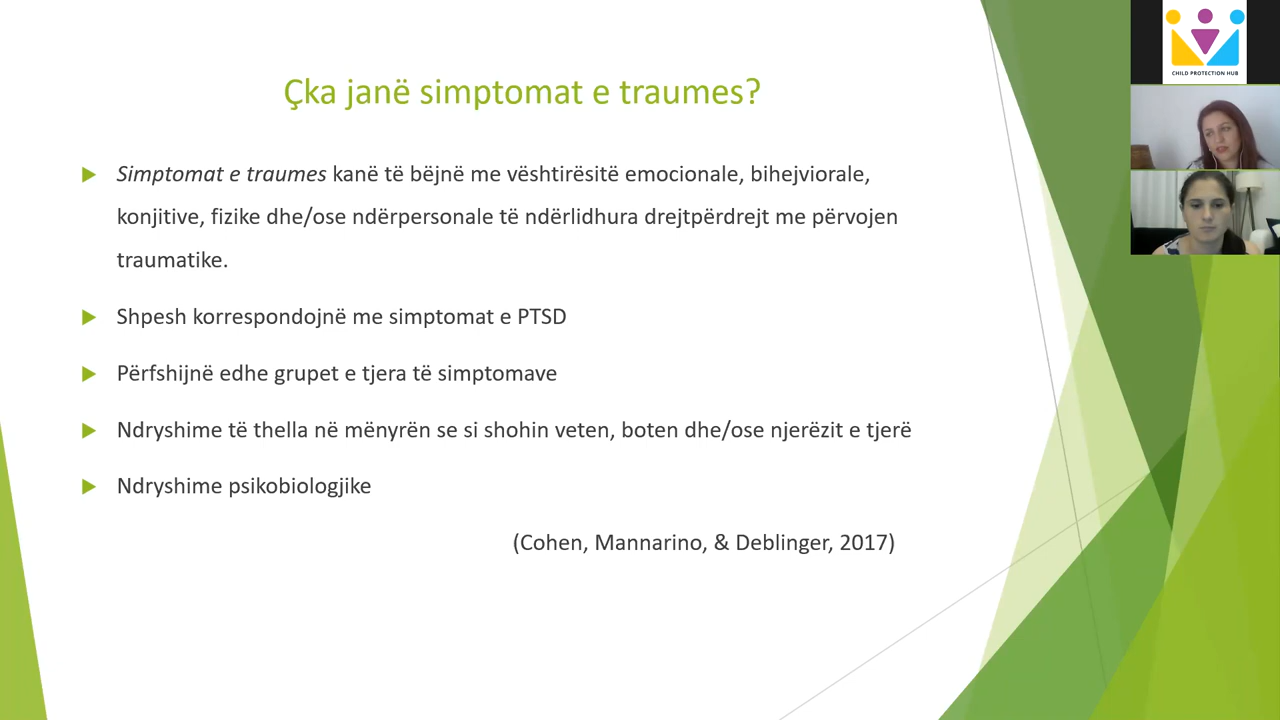 Çka janë simptomat e traumes?
Simptomat e traumes kanë të bëjnë me vështirësitë emocionale, bihejviorale,
konjitive, fizike dhe/ose ndërpersonale të ndërlidhura drejtpërdrejt me përvojen
traumatike.
Shpesh korrespondojnë me simptomat e PTSD
Përfshijnë edhe grupet e tjera të simptomave
Ndryshime të thella në mënyrën se si shohin veten, boten dhe/ose njerëzit e tjerë
Ndryshime psikobiologjike
(Cohen, Mannarino, & Deblinger, 2017)
CHILD PROTECTION HUB